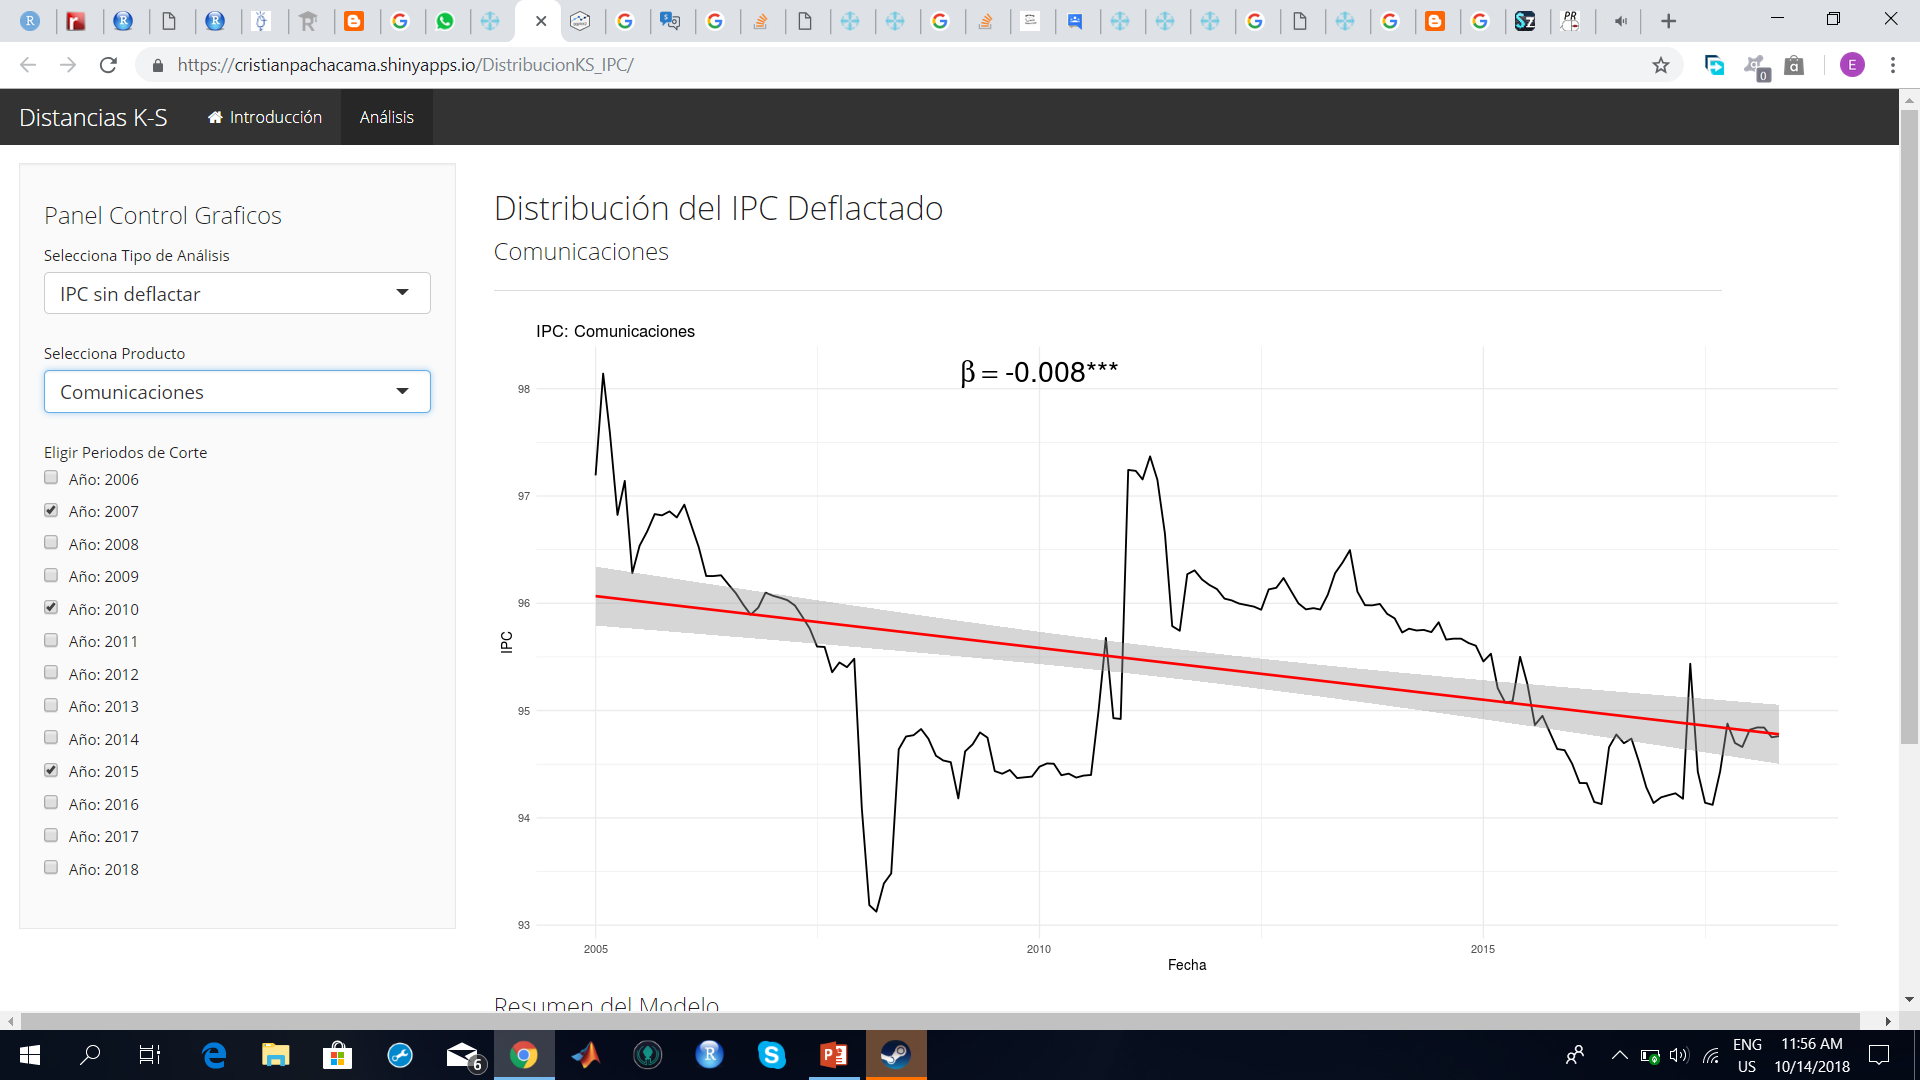 https://cristianpachacama.shinyapps.io/DistribucionKS_IPC/
0
E
Distancias K-S
Introducción
Análisis
Panel Control Graficos
Selecciona Tipo de Análisis
IPC sin deflactar
Selecciona Producto
Comunicaciones
Eligir Periodos de Corte
Año: 2006
Año: 2007
Año: 2008
Año: 2009
Año: 2010
Año: 2011
Año: 2012
Año: 2013
Año: 2014
Año: 2015
Año: 2016
Año: 2017
Año: 2018
Distribución del IPC Deflactado
Comunicaciones
IPC: Comunicaciones
β = -0.008***
98
97
96
95
94
93
IPC
2005
2010
2015
Fecha
Resumen del Modelo
6
ENG
US
11:56 AM
10/14/2018